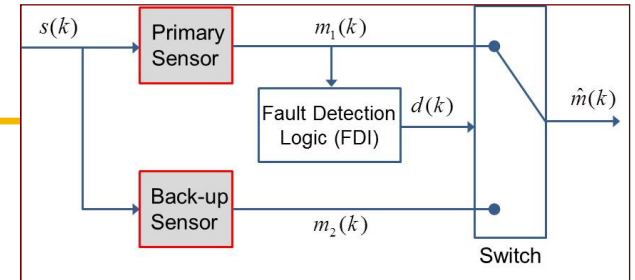 s(k)
Primary
Sensor
m₁(k)
Fault Detection
Logic (FDI)
d(k)
m̂(k)
Back-up
Sensor
m₂(k)
Switch